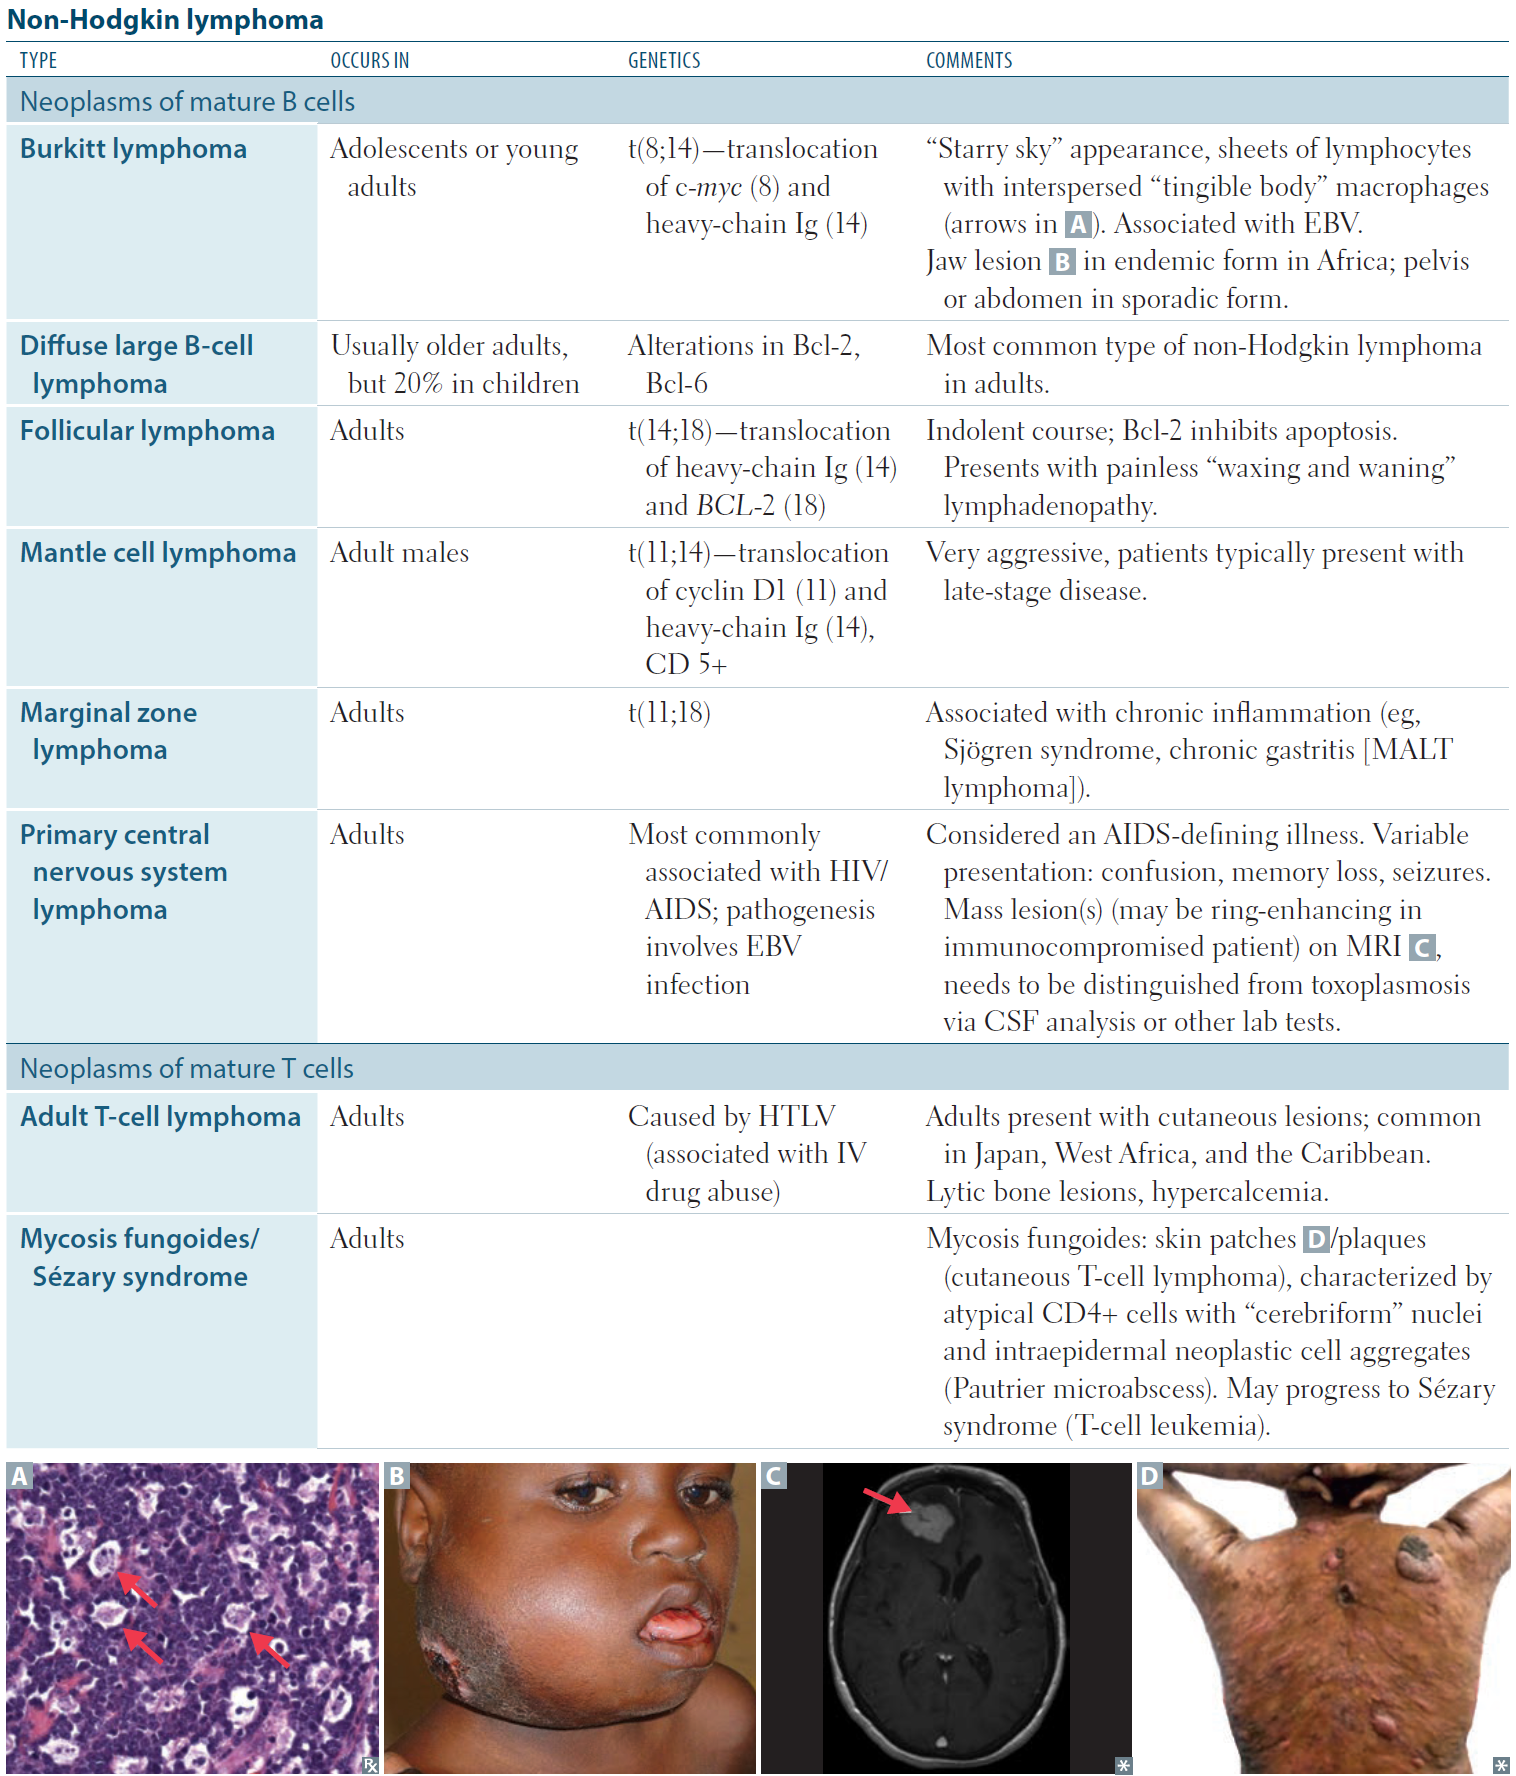 Non-Hodgkin lymphoma
TYPE OCCURS IN GENETICS COMMENTS
Neoplasms of mature B cells
Burkitt lymphoma
Adolescents or young
adults
t(8;14)—translocation
of c-myc (8) and
heavy-chain Ig (14)
“Starry sky” appearance, sheets of lymphocytes
with interspersed “tingible body” macrophages
(arrows in A). Associated with EBV.
Jaw lesion B in endemic form in Africa; pelvis
or abdomen in sporadic form.
Diffuse large B-cell
lymphoma
Usually older adults,
but 20% in children
Alterations in Bcl-2,
Bcl-6
Most common type of non-Hodgkin lymphoma
in adults.
Follicular lymphoma
Adults
t(14;18)—translocation
of heavy-chain Ig (14)
and BCL-2 (18)
Indolent course; Bcl-2 inhibits apoptosis.
Presents with painless “waxing and waning”
lymphadenopathy.
Mantle cell lymphoma
Adult males
t(11;14)—translocation
of cyclin D1 (11) and
heavy-chain Ig (14),
CD 5+
Very aggressive, patients typically present with
late-stage disease.
Marginal zone
lymphoma
Adults
t(11;18)
Associated with chronic inflammation (eg,
Sjögren syndrome, chronic gastritis [MALT
lymphoma]).
Primary central
nervous system
lymphoma
Adults
Most commonly
associated with HIV/
AIDS; pathogenesis
involves EBV
infection
Considered an AIDS-defining illness. Variable
presentation: confusion, memory loss, seizures.
Mass lesion(s) (may be ring-enhancing in
immunocompromised patient) on MRI C,
needs to be distinguished from toxoplasmosis
via CSF analysis or other lab tests.
Neoplasms of mature T cells
Adult T-cell lymphoma
Adults
Caused by HTLV
(associated with IV
drug abuse)
Adults present with cutaneous lesions; common
in Japan, West Africa, and the Caribbean.
Lytic bone lesions, hypercalcemia.
Mycosis fungoides/
Sézary syndrome
Adults
Mycosis fungoides: skin patches D/plaques
(cutaneous T-cell lymphoma), characterized by
atypical CD4+ cells with “cerebriform” nuclei
and intraepidermal neoplastic cell aggregates
(Pautrier microabscess). May progress to Sézary
syndrome (T-cell leukemia).
A B C D
℞ * *